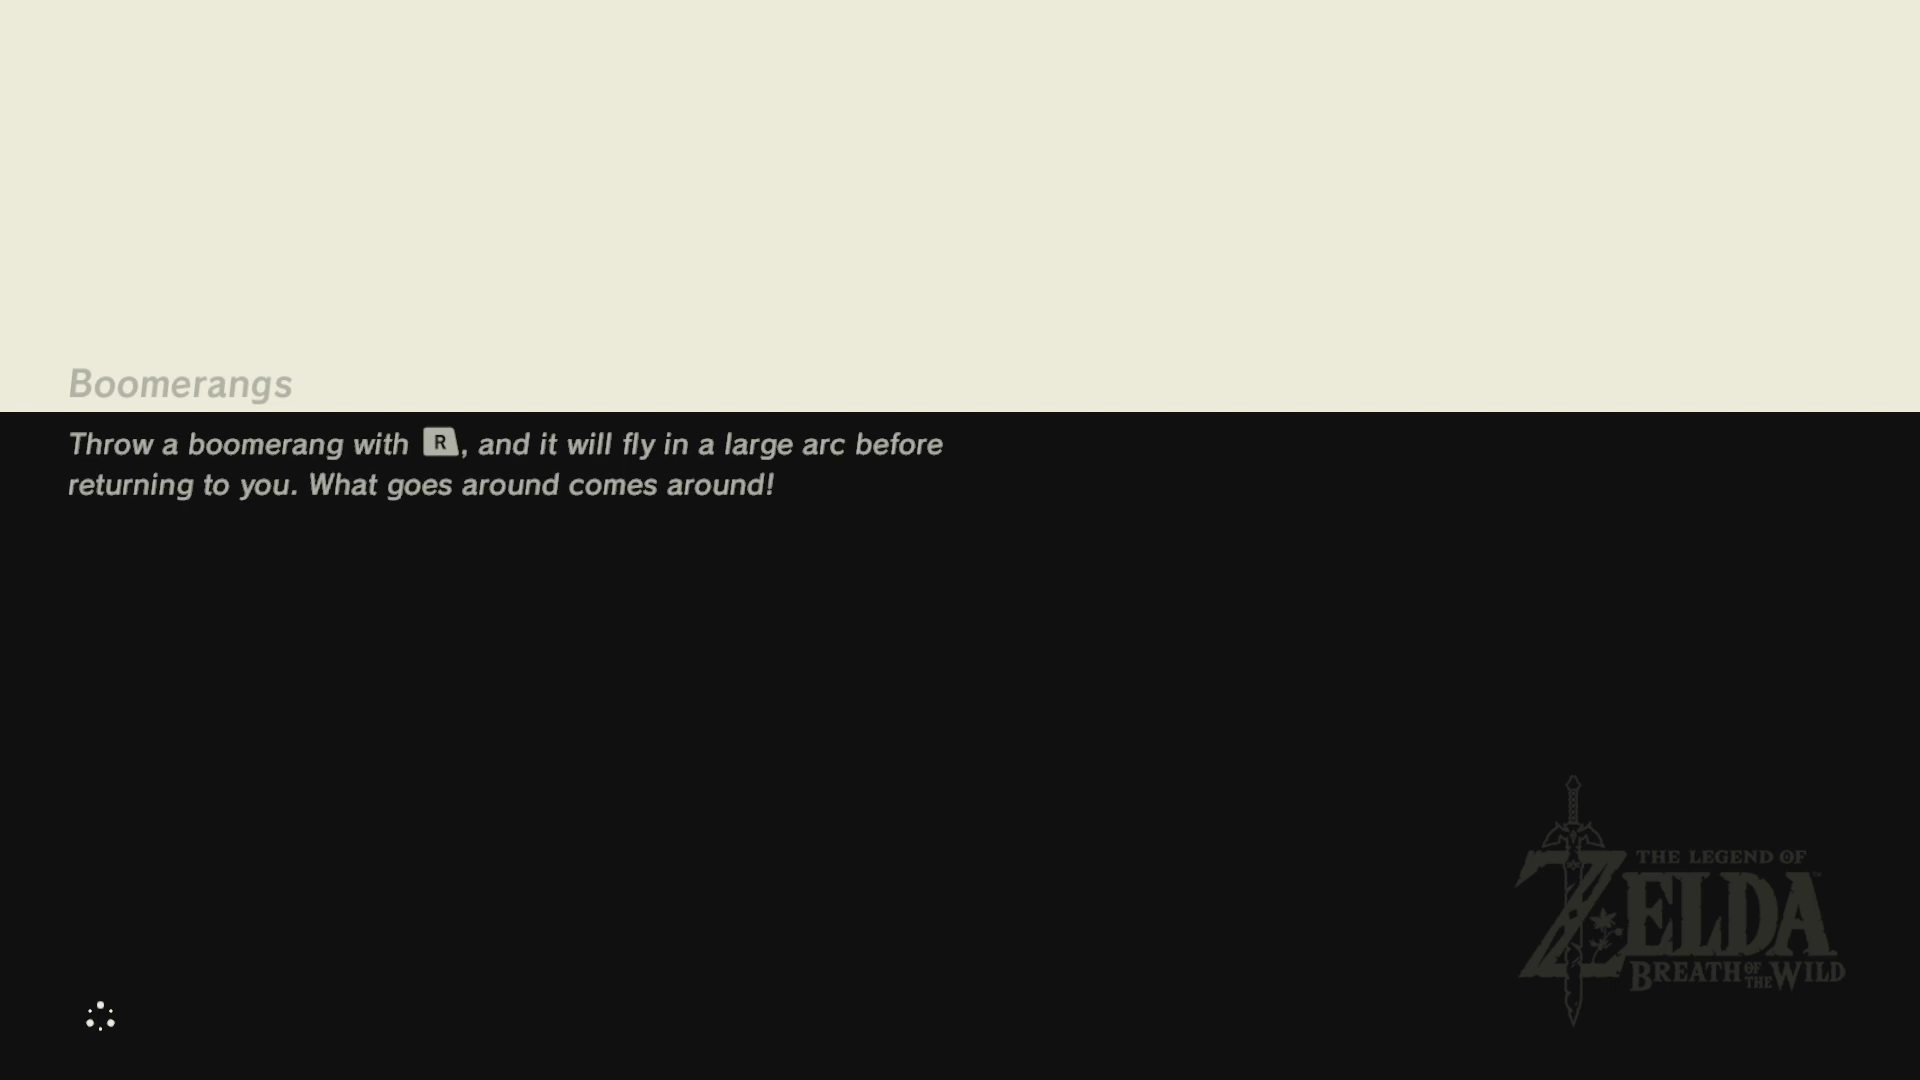 Boomerangs
Throw a boomerang with R, and it will fly in a large arc before
returning to you. What goes around comes around!
THE LEGEND OF
ZELDA
BREATH OF THE WILD